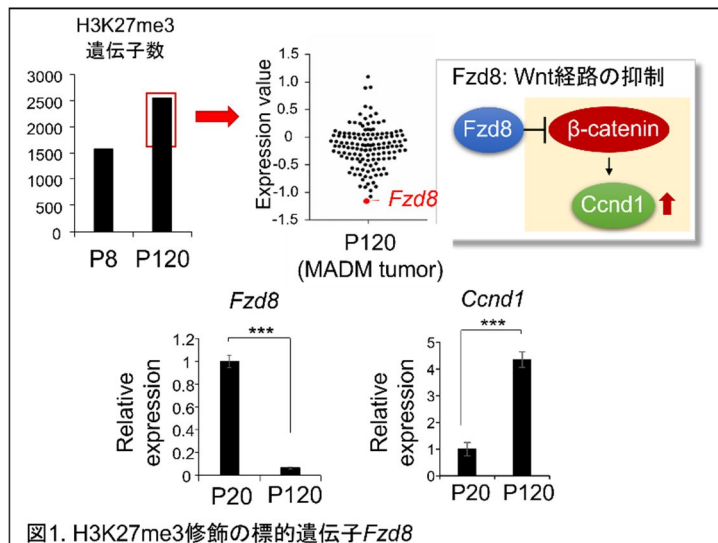 H3K27me3
遺伝子数
3000
2500
2000
1500
1000
500
0
P8 P120
Expression value
1.5
1.0
0.5
0
-0.5
-1.0
-1.5
Fzd8
P120
(MADM tumor)
Fzd8: Wnt経路の抑制
Fzd8
β-catenin
Ccnd1
Fzd8
***
Relative
expression
1.2
1
0.8
0.6
0.4
0.2
0
P20 P120
Ccnd1
***
Relative
expression
5
4
3
2
1
0
P20 P120
図1. H3K27me3修飾の標的遺伝子Fzd8